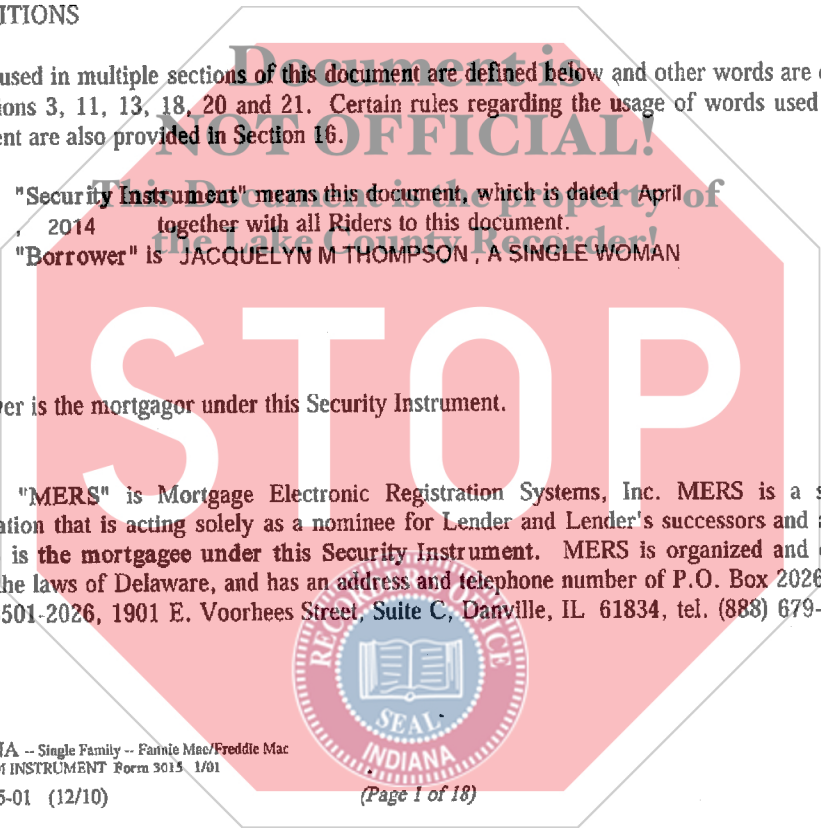 ITIONS
Document is
used in multiple sections of this document are defined below and other words are
ions 3, 11, 13, 18, 20 and 21. Certain rules regarding the usage of words used
ent are also provided in Section 16.
NOT OFFICIAL!
"Security Instrument" means this document, which is dated April
This Document is the property of
, 2014 together with all Riders to this document.
the Lake County Recorder!
"Borrower" is JACQUELYN M THOMPSON , A SINGLE WOMAN
STOP
er is the mortgagor under this Security Instrument.
"MERS" is Mortgage Electronic Registration Systems, Inc. MERS is a s
ation that is acting solely as a nominee for Lender and Lender's successors and a
is the mortgagee under this Security Instrument. MERS is organized and
he laws of Delaware, and has an address and telephone number of P.O. Box 2026
501-2026, 1901 E. Voorhees Street, Suite C, Danville, IL 61834, tel. (888) 679-
RECORDER'S OFFICE
SEAL
INDIANA
NA -- Single Family -- Fannie Mae/Freddie Mac
M INSTRUMENT Form 3015 1/01
5-01 (12/10)
(Page 1 of 18)